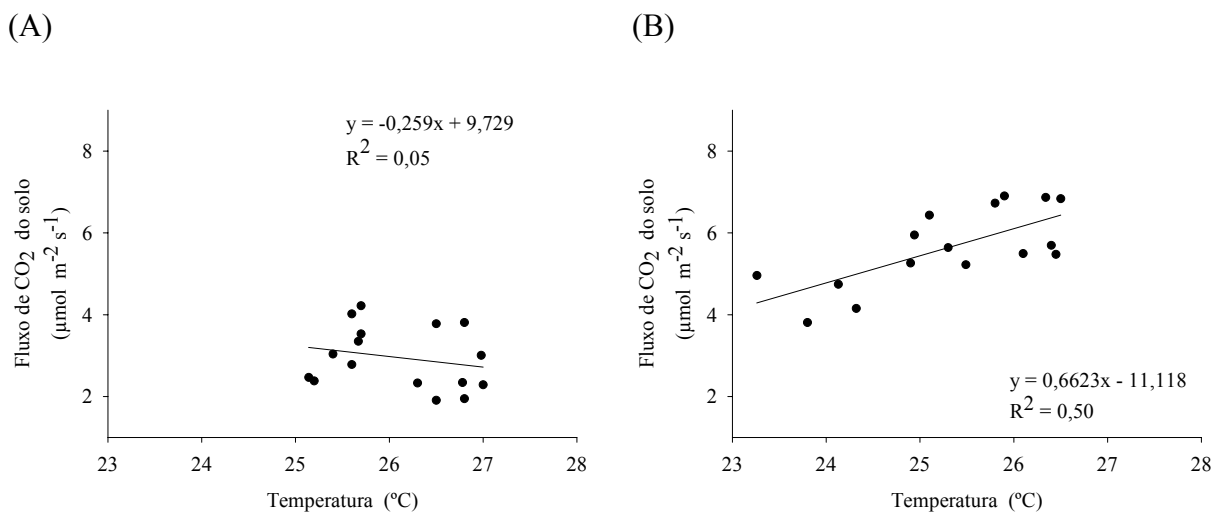 (A)
y = -0,259x + 9,729
R2 = 0,05
Fluxo de CO2 do solo
(µmol m-2 s-1)
8
6
4
2
23 24 25 26 27 28
Temperatura (ºC)
(B)
Fluxo de CO2 do solo
(µmol m-2 s-1)
8
6
4
2
y = 0,6623x - 11,118
R2 = 0,50
23 24 25 26 27 28
Temperatura (ºC)